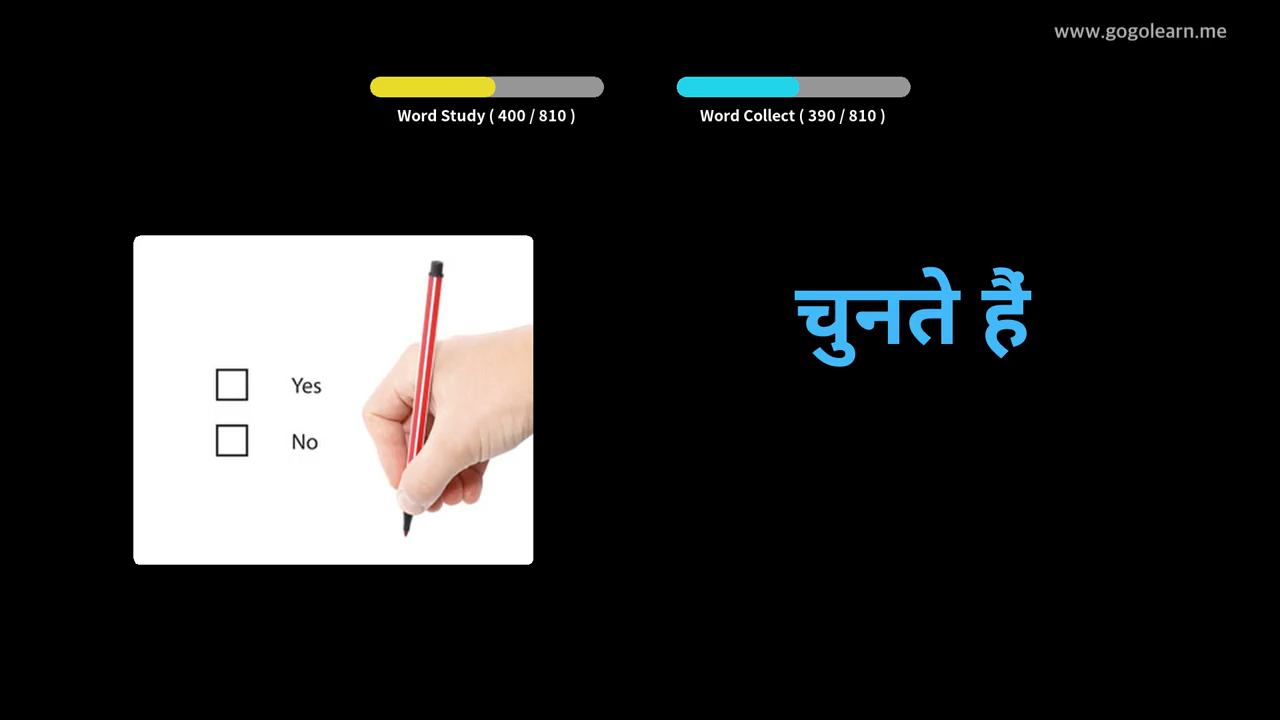 www.gogolearn.me
Word Study ( 400 / 810 )
Word Collect ( 390 / 810 )
चुनते हैं
Yes
No